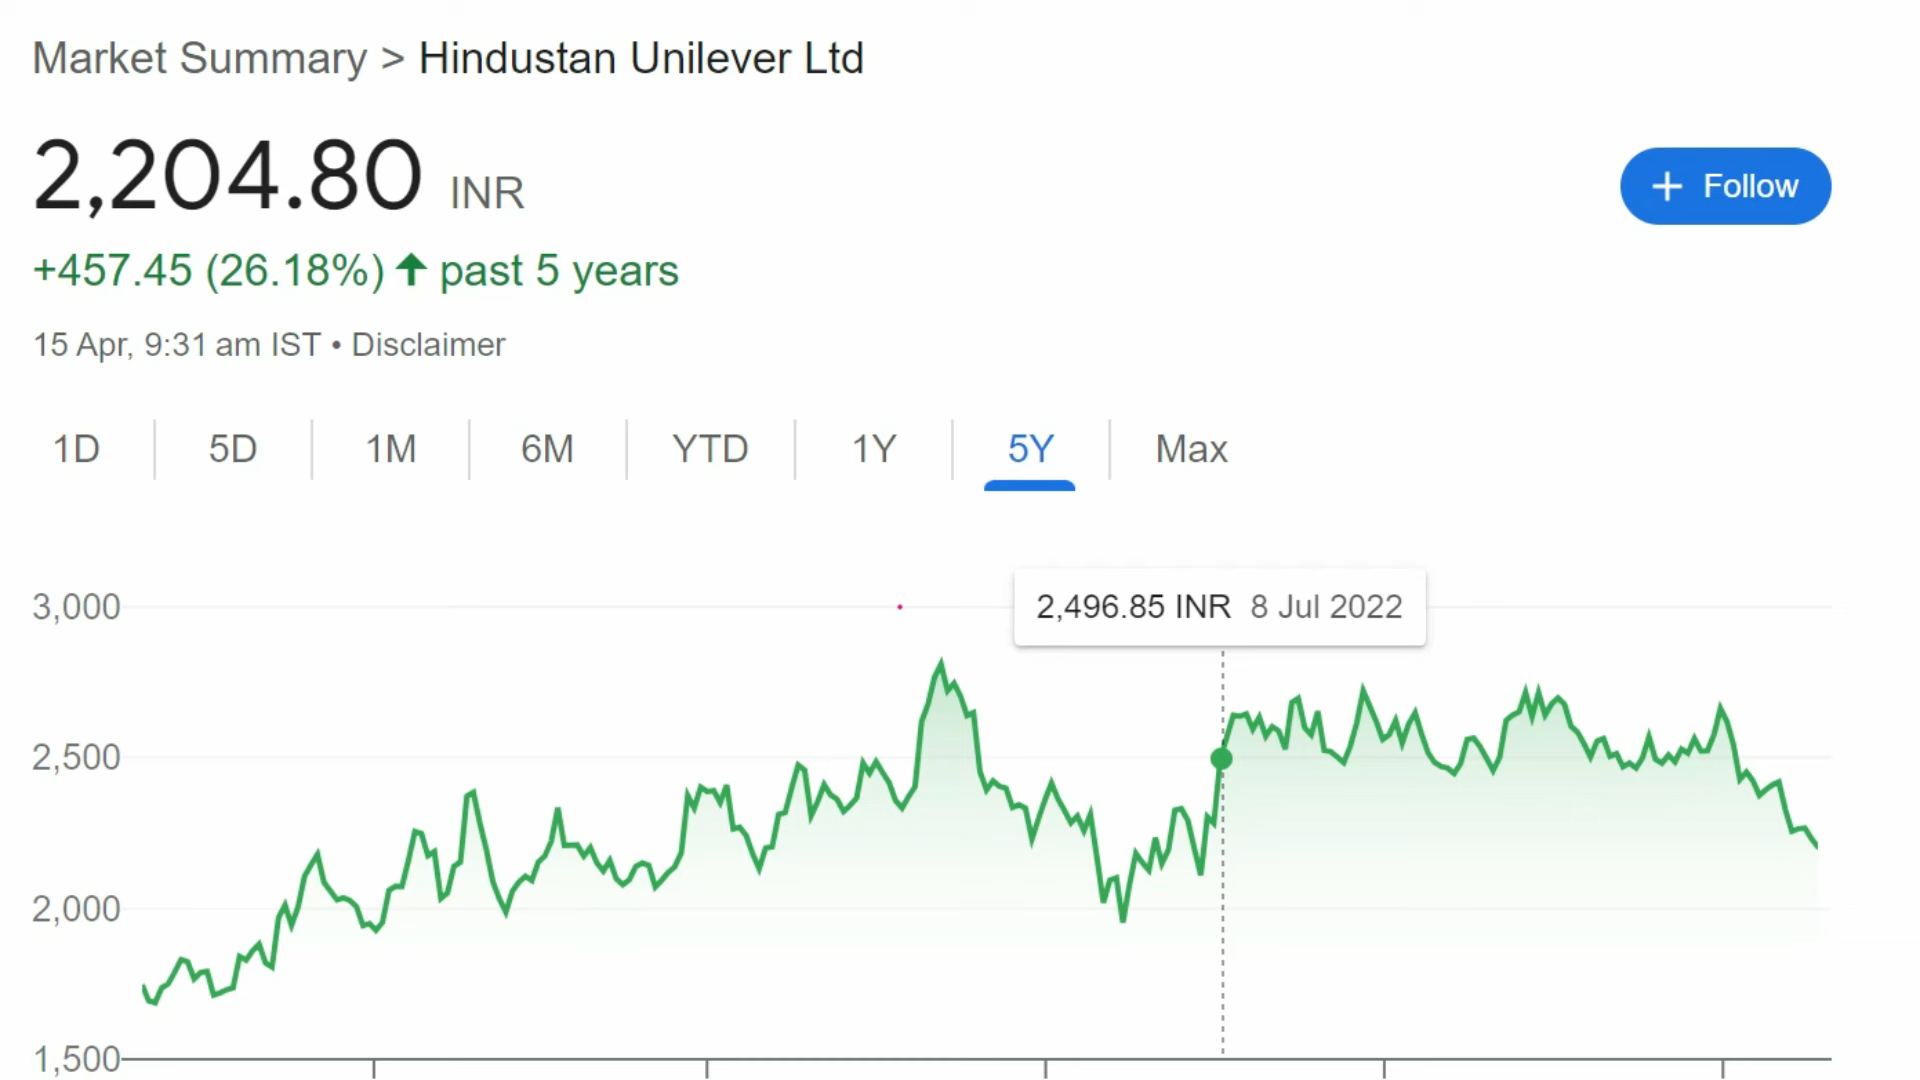 Market Summary > Hindustan Unilever Ltd
2,204.80 INR
+ Follow
+457.45 (26.18%) ↑ past 5 years
15 Apr, 9:31 am IST • Disclaimer
1D 5D 1M 6M YTD 1Y 5Y Max
2,496.85 INR 8 Jul 2022
3,000
2,500
2,000
1,500